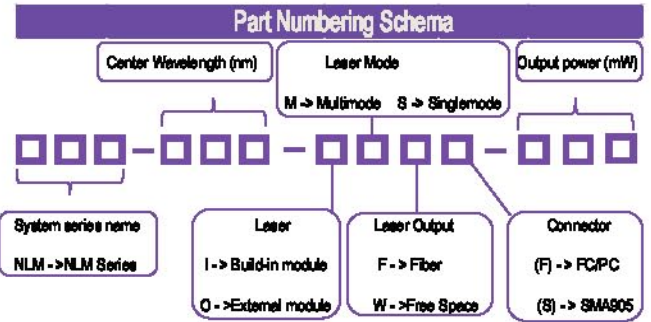 Part Numbering Schema
Center Wavelength (nm)
Laser Mode
M -> Multimode S -> Singlemode
Output power (mW)
System series name
NLM ->NLM Series
Laser
I -> Build-in module
O ->External module
Laser Output
F -> Fiber
W ->Free Space
Connector
(F) -> FC/PC
(S) -> SMA905